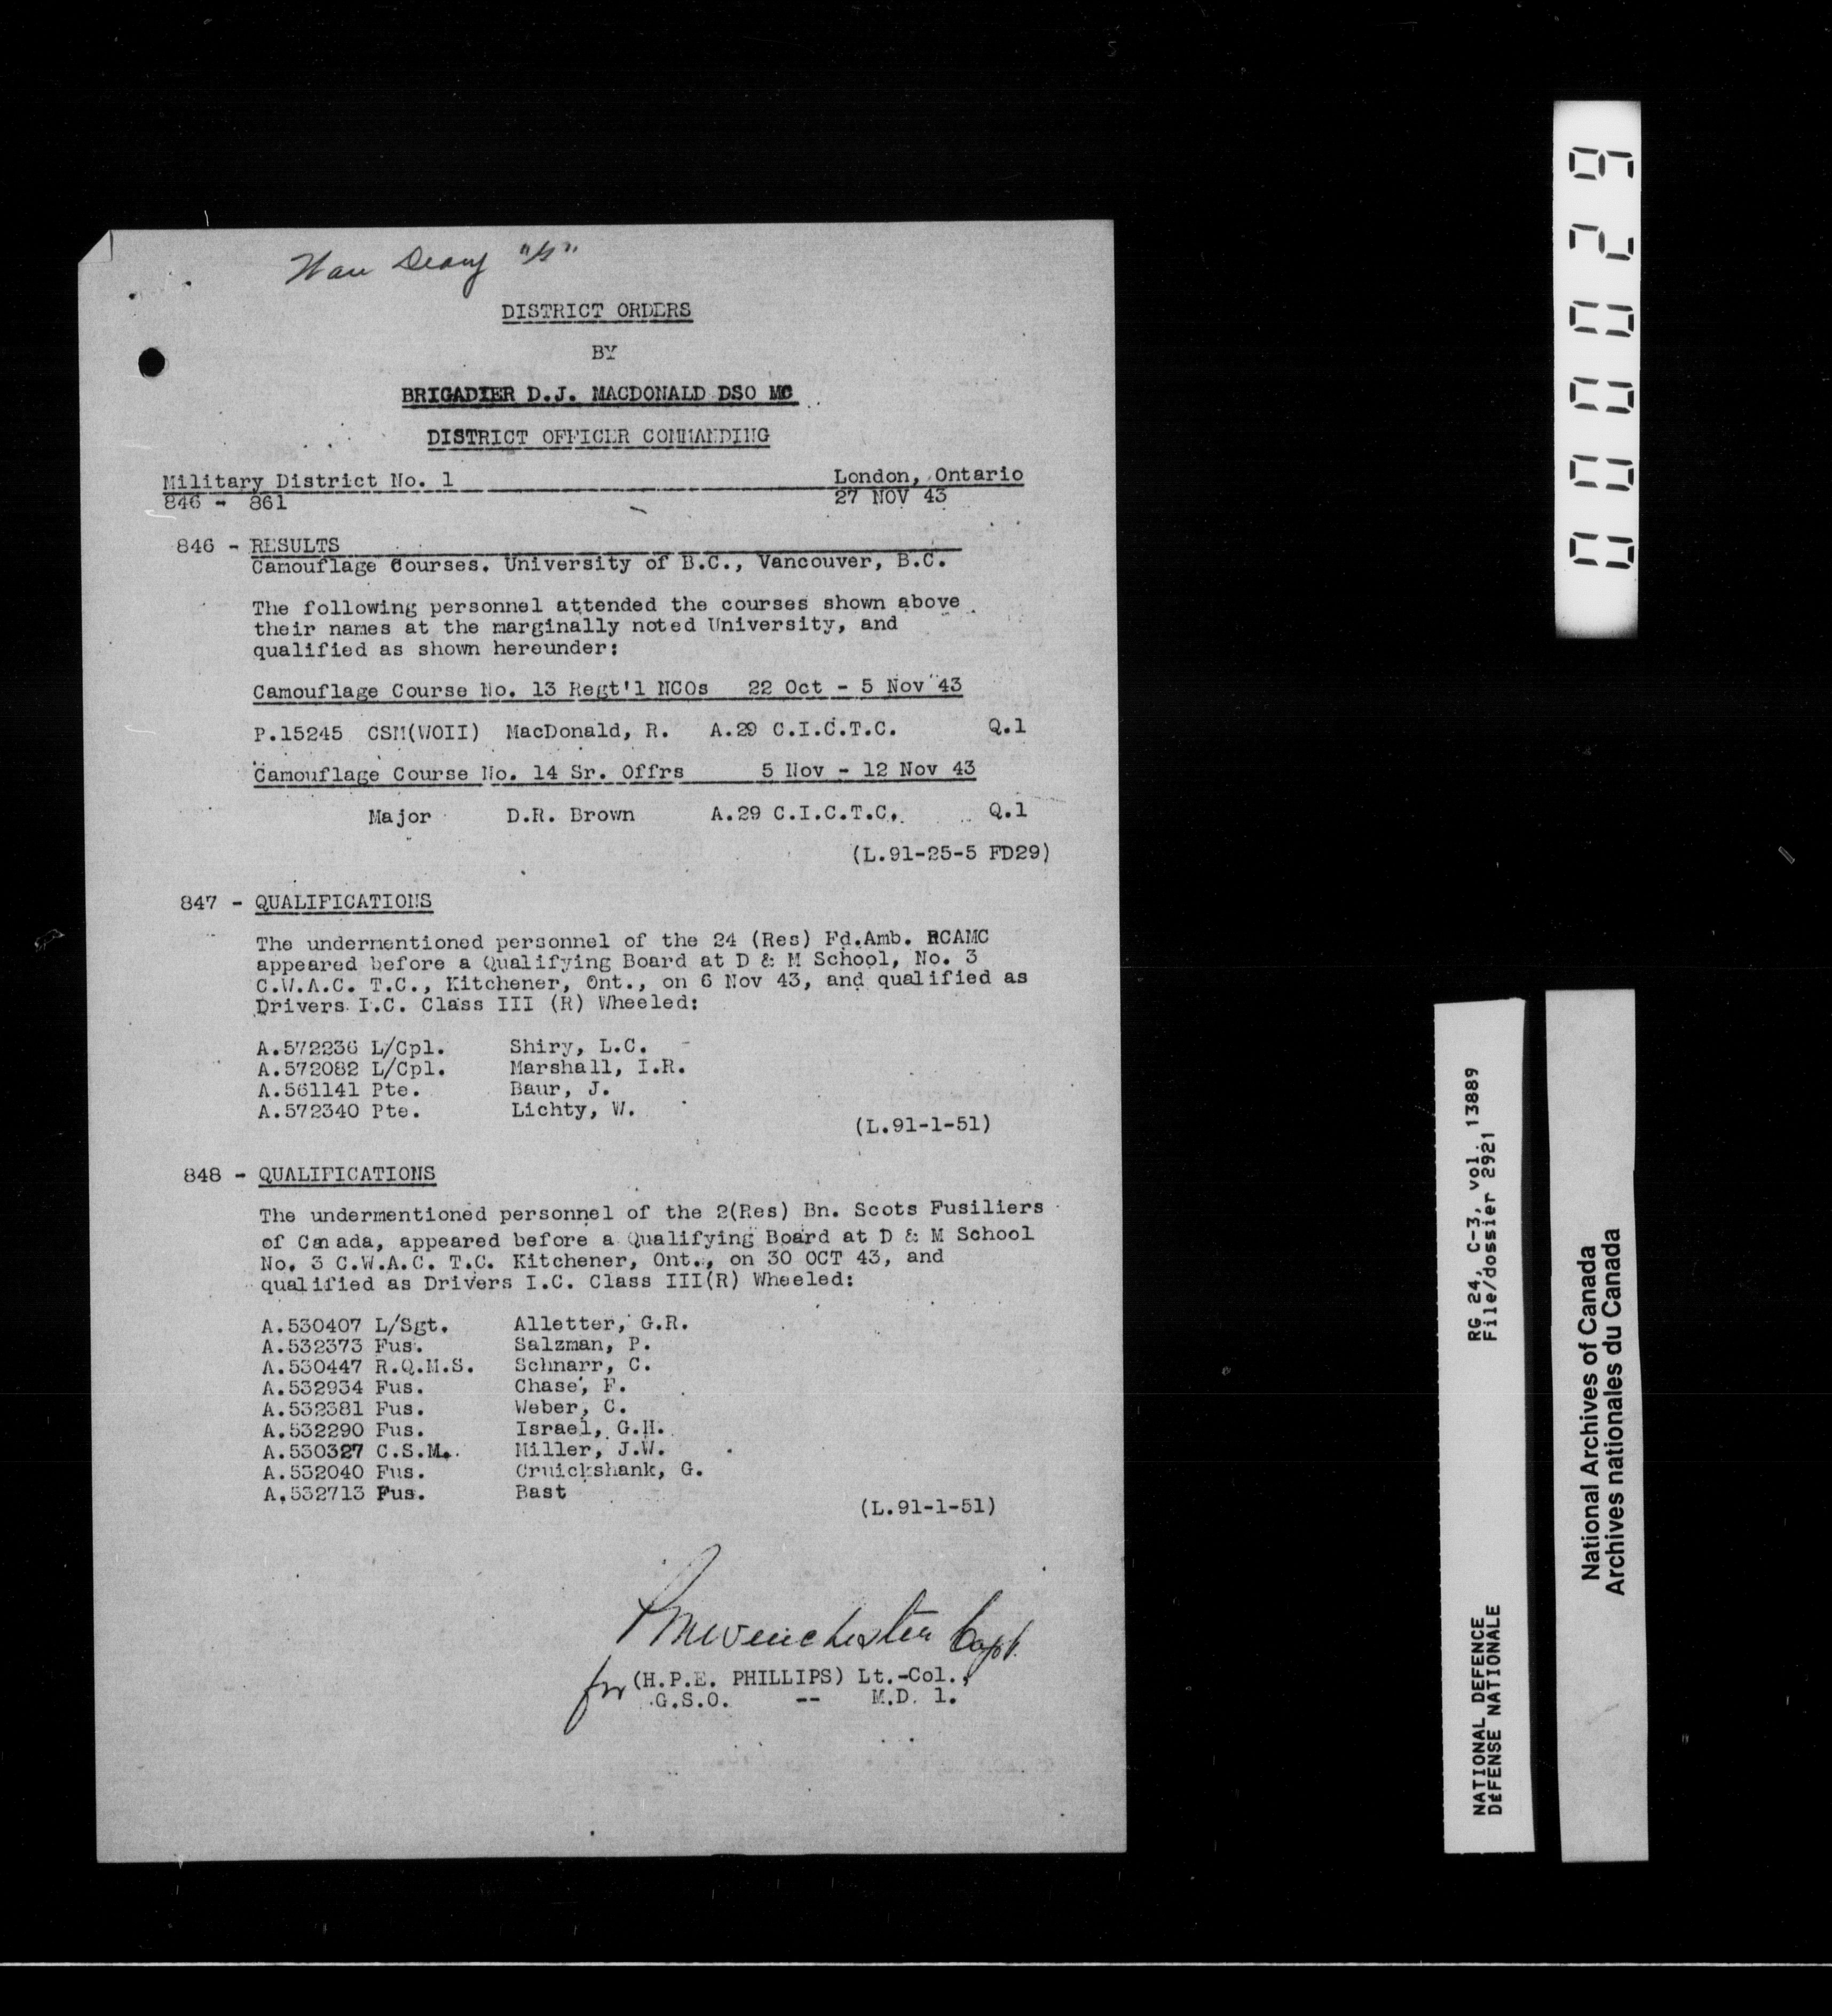 War Diary "G"
DISTRICT ORDERS
BY
BRIGADIER D.J. MACDONALD DSO MC
DISTRICT OFFICER COMMANDING
Military District No. 1 London, Ontario
846 - 861 27 NOV 43
846 - RESULTS
Camouflage Courses. University of B.C., Vancouver, B.C.
The following personnel attended the courses shown above
their names at the marginally noted University, and
qualified as shown hereunder:
Camouflage Course No. 13 Regt'l NCOs 22 Oct - 5 Nov 43
P.15245 CSM(WOII) MacDonald, R. A.29 C.I.C.T.C. Q.1
Camouflage Course No. 14 Sr. Offrs 5 Nov - 12 Nov 43
Major D.R. Brown A.29 C.I.C.T.C. Q.1
(L.91-25-5 FD29)
847 - QUALIFICATIONS
The undermentioned personnel of the 24 (Res) Fd.Amb. RCAMC
appeared before a Qualifying Board at D & M School, No. 3
C.W.A.C. T.C., Kitchener, Ont., on 6 Nov 43, and qualified as
Drivers I.C. Class III (R) Wheeled:
A.572236 L/Cpl. Shiry, L.C.
A.572082 L/Cpl. Marshall, I.R.
A.561141 Pte. Baur, J.
A.572340 Pte. Lichty, W.
(L.91-1-51)
848 - QUALIFICATIONS
The undermentioned personnel of the 2(Res) Bn. Scots Fusiliers
of Canada, appeared before a Qualifying Board at D & M School
No. 3 C.W.A.C. T.C. Kitchener, Ont., on 30 OCT 43, and
qualified as Drivers I.C. Class III(R) Wheeled:
A.530407 L/Sgt. Alletter, G.R.
A.532373 Fus. Salzman, P.
A.530447 R.Q.M.S. Schnarr, C.
A.532934 Fus. Chase, F.
A.532381 Fus. Weber, C.
A.532290 Fus. Israel, G.H.
A.530327 C.S.M. Miller, J.W.
A.532040 Fus. Cruickshank, G.
A.532713 Fus. Bast
(L.91-1-51)
Capt.
for (H.P.E. PHILLIPS) Lt.-Col.,
G.S.O. -- M.D. 1.
000029
RG 24, C-3, vol. 13889
File/dossier 2921
NATIONAL DEFENCE
DÉFENSE NATIONALE
National Archives of Canada
Archives nationales du Canada